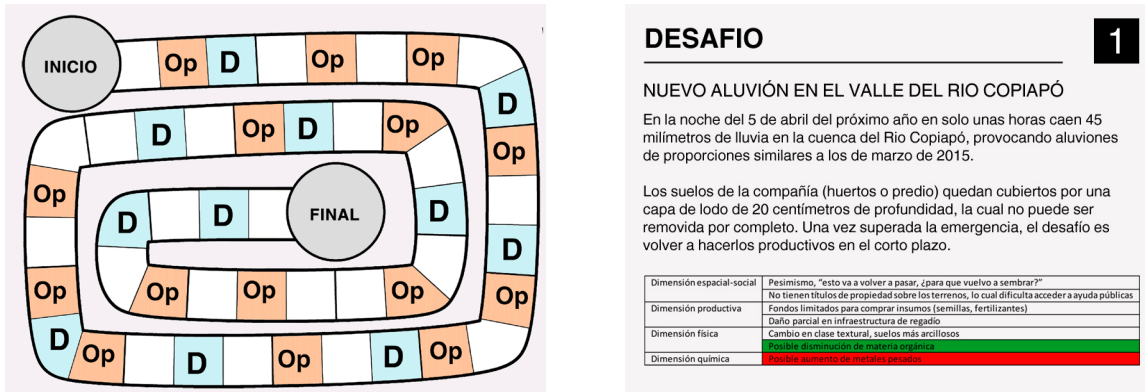 INICIO Op D Op Op
D
D Op D Op
Op
Op
D D FINAL D
D
Op Op Op Op Op
D Op D Op D Op
DESAFIO 1
NUEVO ALUVIÓN EN EL VALLE DEL RIO COPIAPÓ
En la noche del 5 de abril del próximo año en solo unas horas caen 45
milímetros de lluvia en la cuenca del Rio Copiapó, provocando aluviones
de proporciones similares a los de marzo de 2015.
Los suelos de la compañía (huertos o predio) quedan cubiertos por una
capa de lodo de 20 centímetros de profundidad, la cual no puede ser
removida por completo. Una vez superada la emergencia, el desafío es
volver a hacerlos productivos en el corto plazo.
Dimensión espacial-social Pesimismo, "esto va a volver a pasar, ¿para que vuelvo a sembrar?"
No tienen títulos de propiedad sobre los terrenos, lo cual dificulta acceder a ayuda públicas
Dimensión productiva Fondos limitados para comprar insumos (semillas, fertilizantes)
Daño parcial en infraestructura de regadío
Dimensión física Cambio en clase textural, suelos más arcillosos
Posible disminución de materia orgánica
Dimensión química Posible aumento de metales pesados